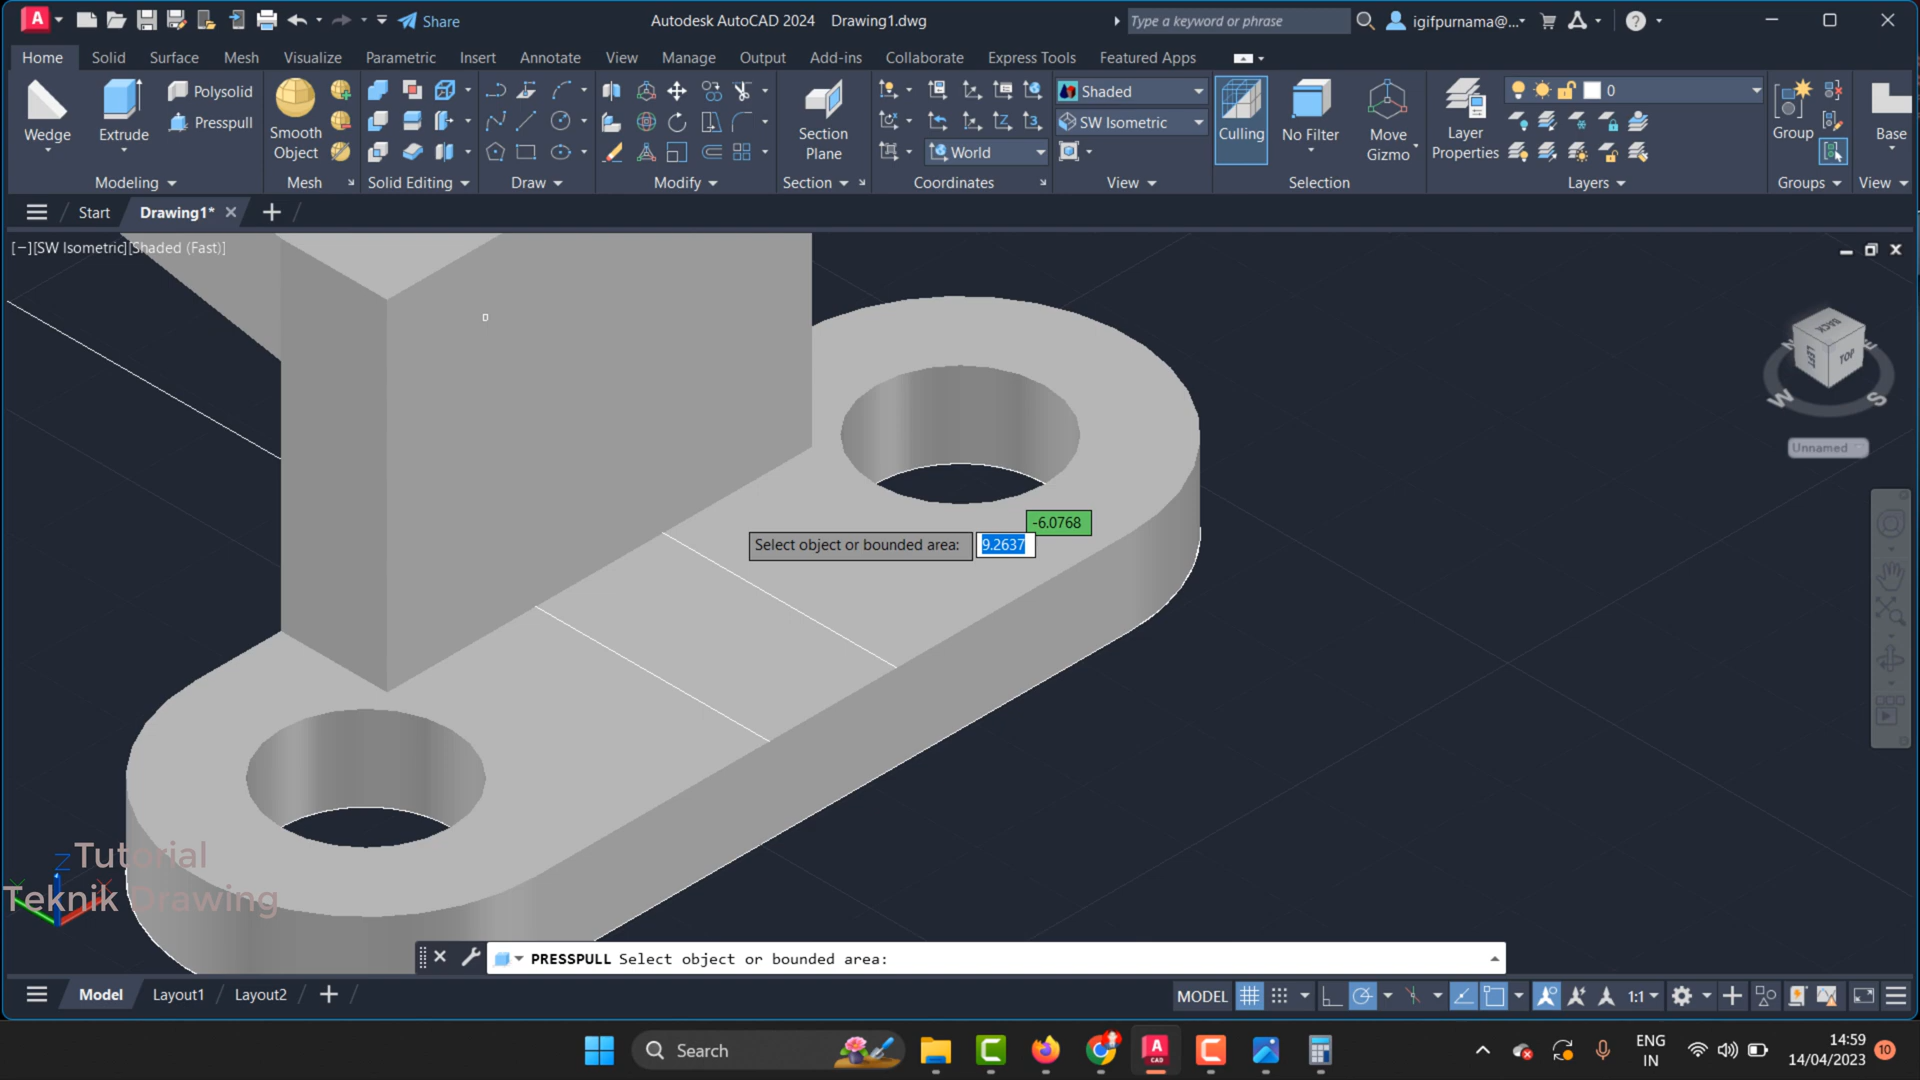 Share
Autodesk AutoCAD 2024 Drawing1.dwg
Type a keyword or phrase
igifpurnama@...
Home Solid Surface Mesh Visualize Parametric Insert Annotate View Manage Output Add-ins Collaborate Express Tools Featured Apps
Wedge
Extrude
Polysolid
Presspull
Smooth
Object
Section
Plane
World
Shaded
SW Isometric
Culling
No Filter
Move
Gizmo
Layer
Properties
0
Group
Base
Modeling
Mesh
Solid Editing
Draw
Modify
Section
Coordinates
View
Selection
Layers
Groups
View
Start
Drawing1*
[−][SW Isometric][Shaded (Fast)]
BACK
LEFT
TOP
N
E
W
S
Unnamed
-6.0768
Select object or bounded area: 9.2637
Z
Tutorial
Teknik Drawing
PRESSPULL Select object or bounded area:
Model
Layout1
Layout2
MODEL
1:1
Search
ENG
IN
14:59
14/04/2023
10